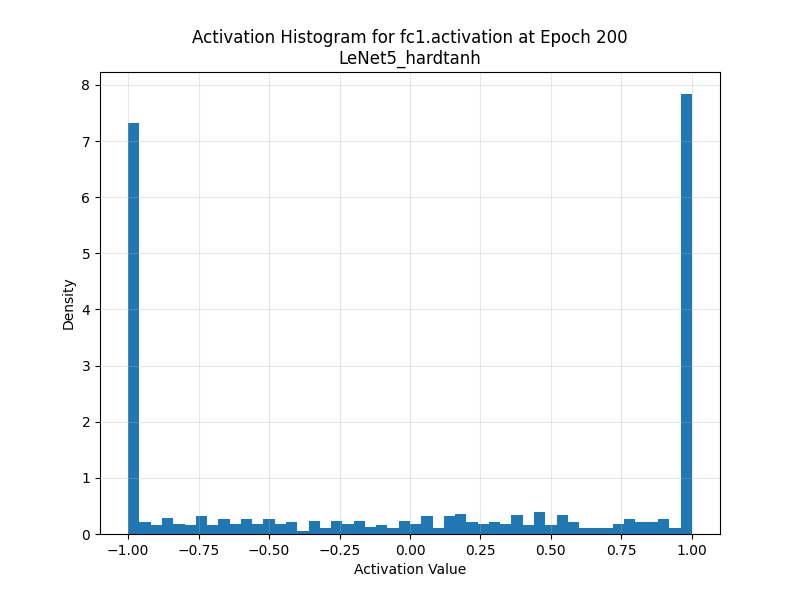 Activation Histogram for fc1.activation at Epoch 200
LeNet5_hardtanh
8
7
6
5
4
3
2
1
0
Density
−1.00 −0.75 −0.50 −0.25 0.00 0.25 0.50 0.75 1.00
Activation Value